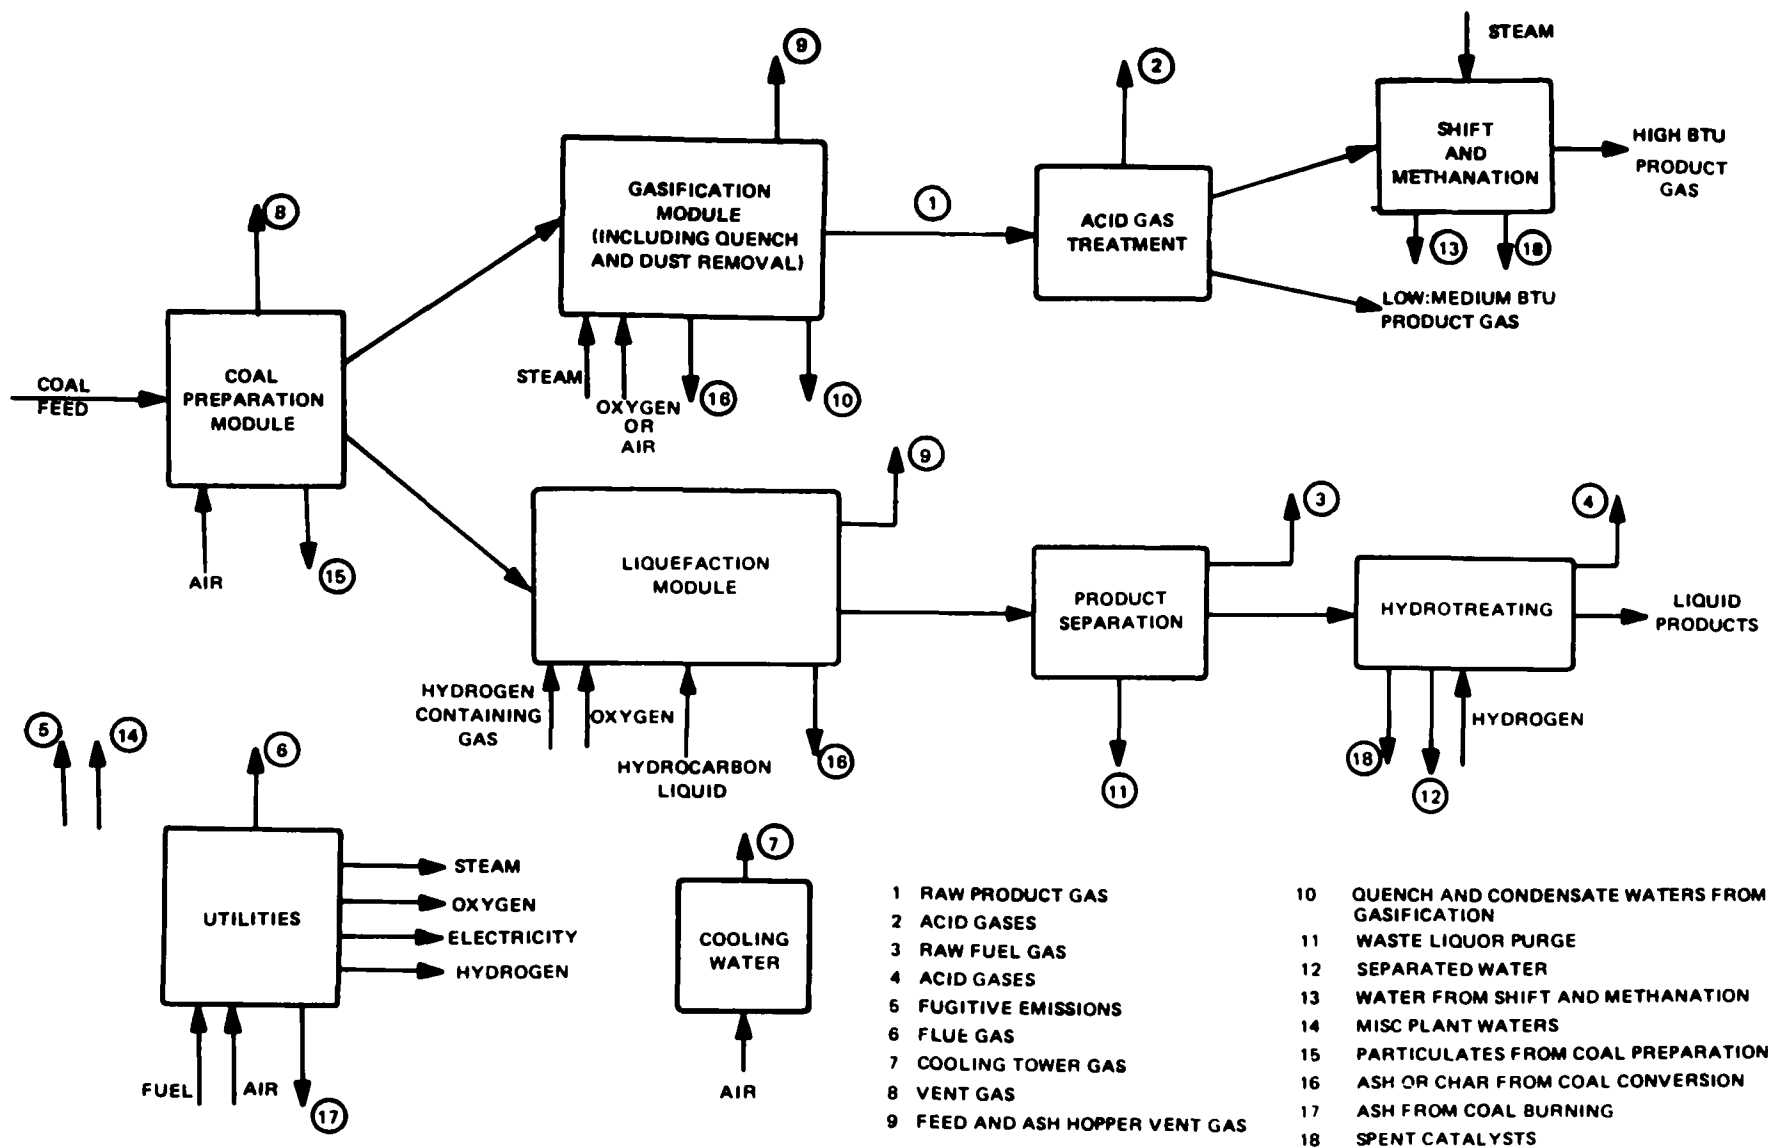 9
STEAM
2
SHIFT
AND
METHANATION
HIGH BTU
PRODUCT
GAS
8
GASIFICATION
MODULE
(INCLUDING QUENCH
AND DUST REMOVAL)
1
ACID GAS
TREATMENT
13
18
LOW:MEDIUM BTU
PRODUCT GAS
COAL
FEED
COAL
PREPARATION
MODULE
STEAM
OXYGEN
OR
AIR
16
10
9
3
4
AIR
15
LIQUEFACTION
MODULE
PRODUCT
SEPARATION
HYDROTREATING
LIQUID
PRODUCTS
HYDROGEN
CONTAINING
GAS
OXYGEN
HYDROCARBON
LIQUID
16
11
18
12
HYDROGEN
5
14
6
UTILITIES
STEAM
OXYGEN
ELECTRICITY
HYDROGEN
FUEL
AIR
17
7
COOLING
WATER
AIR
1 RAW PRODUCT GAS
2 ACID GASES
3 RAW FUEL GAS
4 ACID GASES
5 FUGITIVE EMISSIONS
6 FLUE GAS
7 COOLING TOWER GAS
8 VENT GAS
9 FEED AND ASH HOPPER VENT GAS
10 QUENCH AND CONDENSATE WATERS FROM
GASIFICATION
11 WASTE LIQUOR PURGE
12 SEPARATED WATER
13 WATER FROM SHIFT AND METHANATION
14 MISC PLANT WATERS
15 PARTICULATES FROM COAL PREPARATION
16 ASH OR CHAR FROM COAL CONVERSION
17 ASH FROM COAL BURNING
18 SPENT CATALYSTS